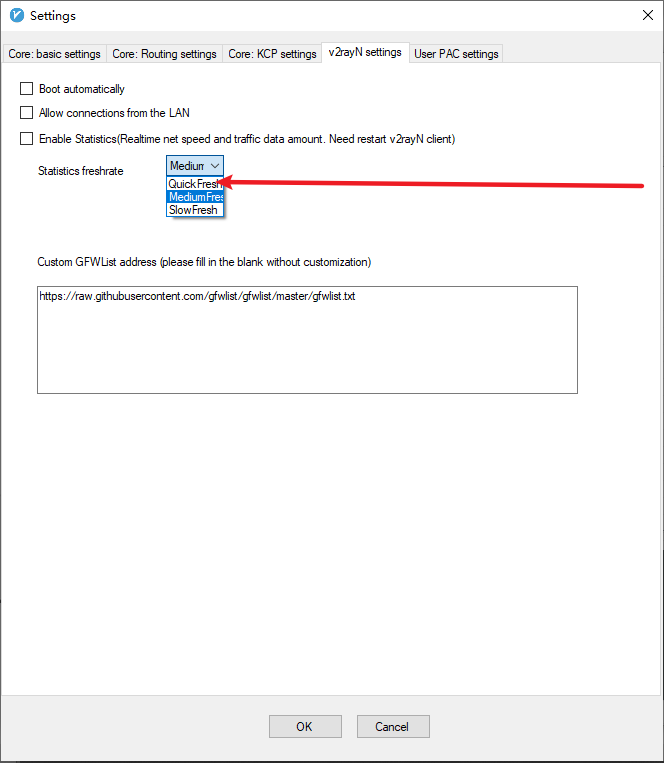 Settings
Core: basic settings Core: Routing settings Core: KCP settings v2rayN settings User PAC settings
Boot automatically
Allow connections from the LAN
Enable Statistics(Realtime net speed and traffic data amount. Need restart v2rayN client)
Statistics freshrate Medium
QuickFresh
MediumFres
SlowFresh
Custom GFWList address (please fill in the blank without customization)
https://raw.githubusercontent.com/gfwlist/gfwlist/master/gfwlist.txt
OK Cancel